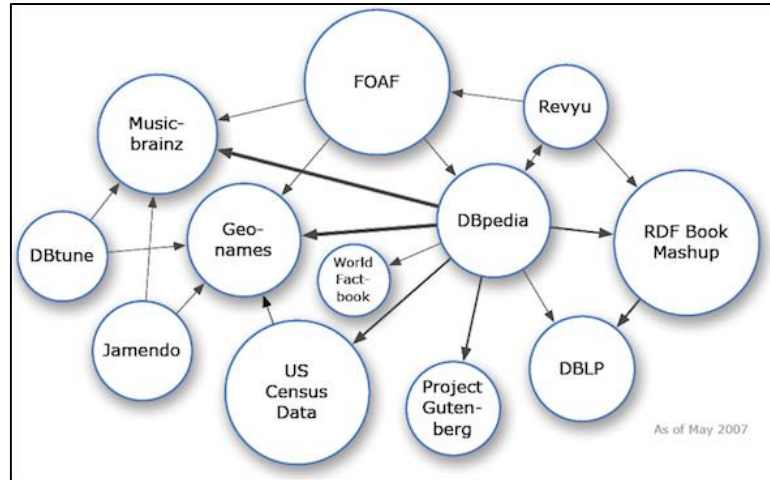 FOAF
Revyu
Music-
brainz
DBpedia
RDF Book
Mashup
DBtune
Geo-
names
World
Fact-
book
Jamendo
US
Census
Data
Project
Guten-
berg
DBLP
As of May 2007